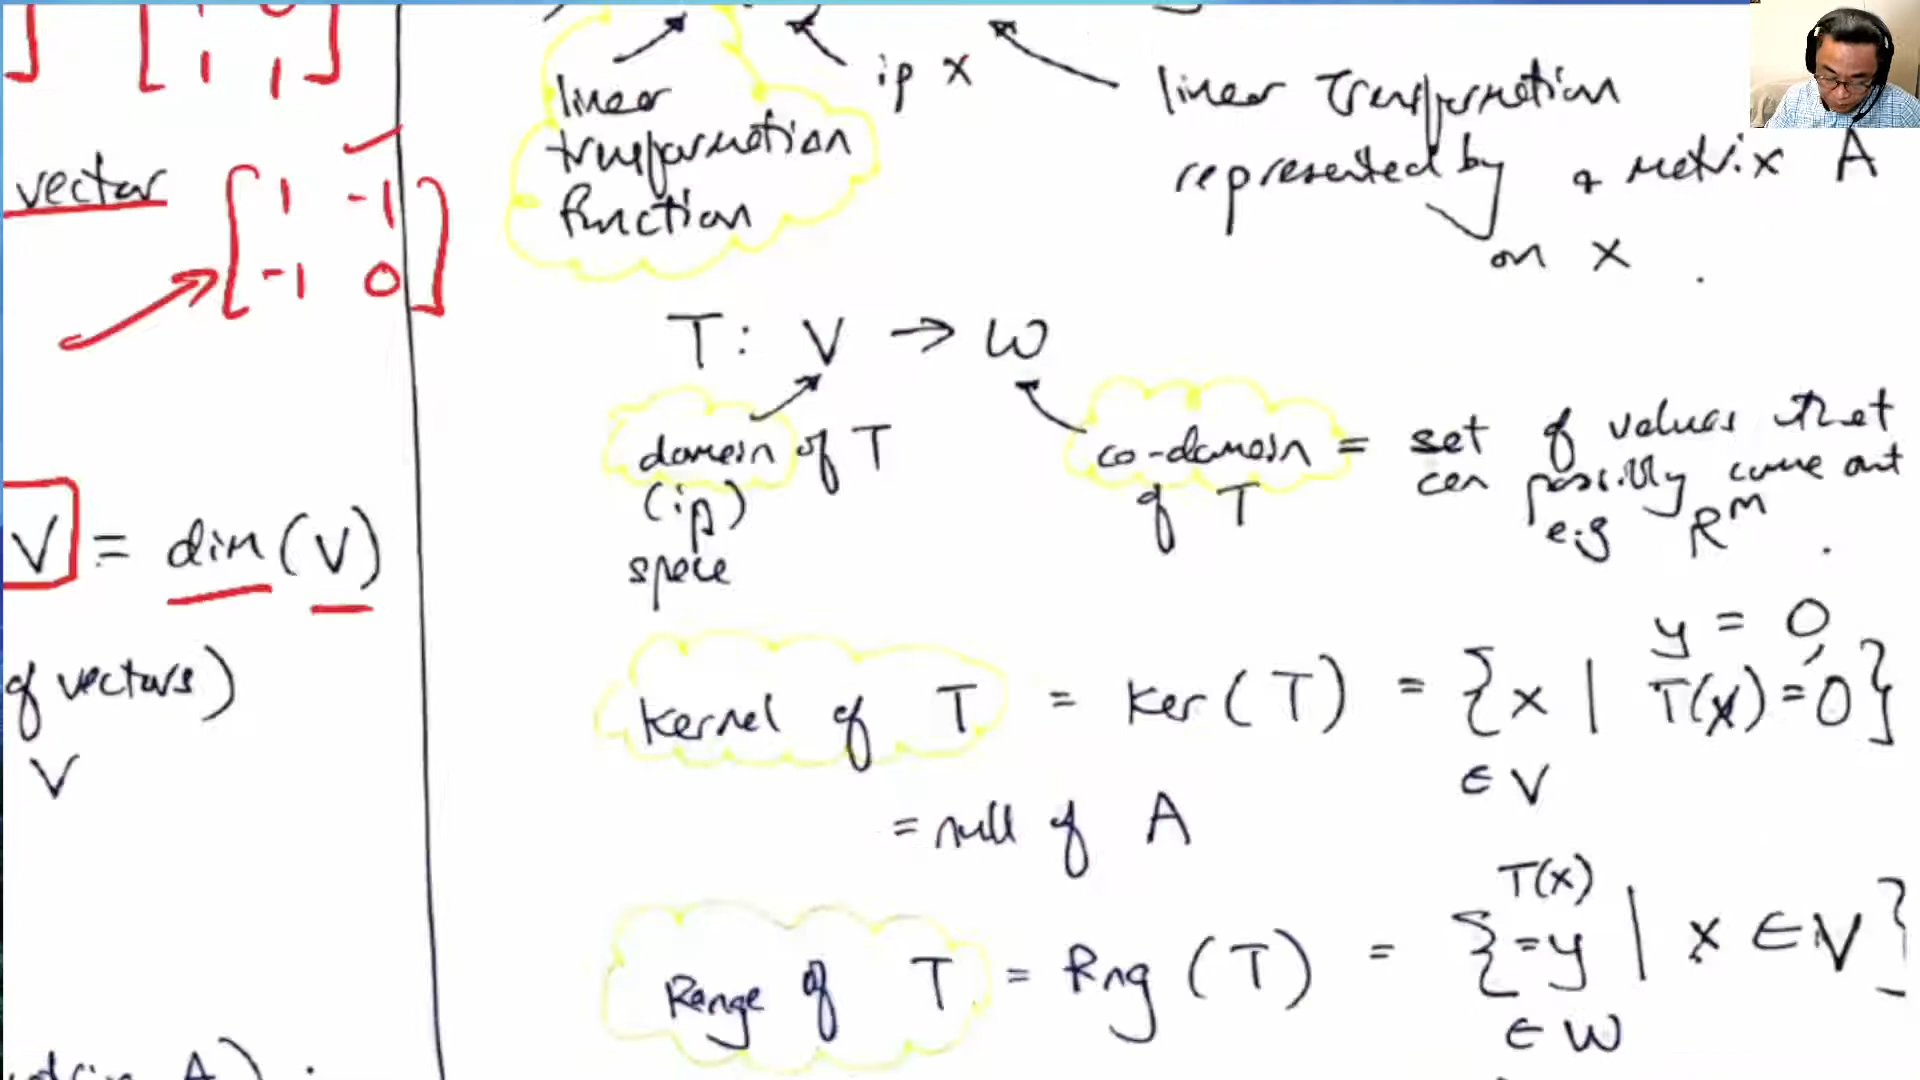 1 1
vector
1 -1
-1 0
V = dim (V)
of vectors)
V
A) .
linear
transformation
function
ip x
linear transformation
represented by a matrix A
on x .
T: V → W
domain of T
(ip)
space
co-domain = set of values that
of T can possibly come out
e.g R^M .
y = 0,
Kernel of T = Ker(T) = {x | T(x) = 0}
∈ V
= null of A
T(x)
Range of T = Rng (T) = { = y | x ∈ V }
∈ W